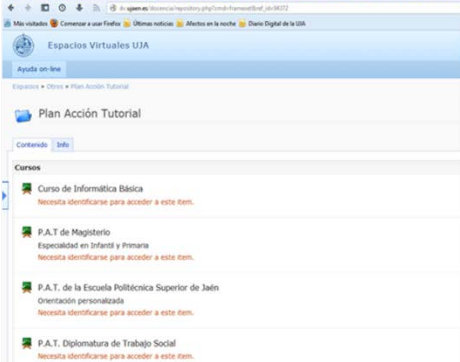 Más visitados Comenzar a usar Firefox Últimas noticias Afectos en la noche Diario Digital de la UJA
Espacios Virtuales UJA
Ayuda on-line
Espacios Otros Plan Acción Tutorial
Plan Acción Tutorial
Contenido Info
Cursos
Curso de Informática Básica
Necesita identificarse para acceder a este ítem.
P.A.T de Magisterio
Especialidad en Infantil y Primaria
Necesita identificarse para acceder a este ítem.
P.A.T. de la Escuela Politécnica Superior de Jaén
Orientación personalizada
Necesita identificarse para acceder a este ítem.
P.A.T. Diplomatura de Trabajo Social
Necesita identificarse para acceder a este ítem.